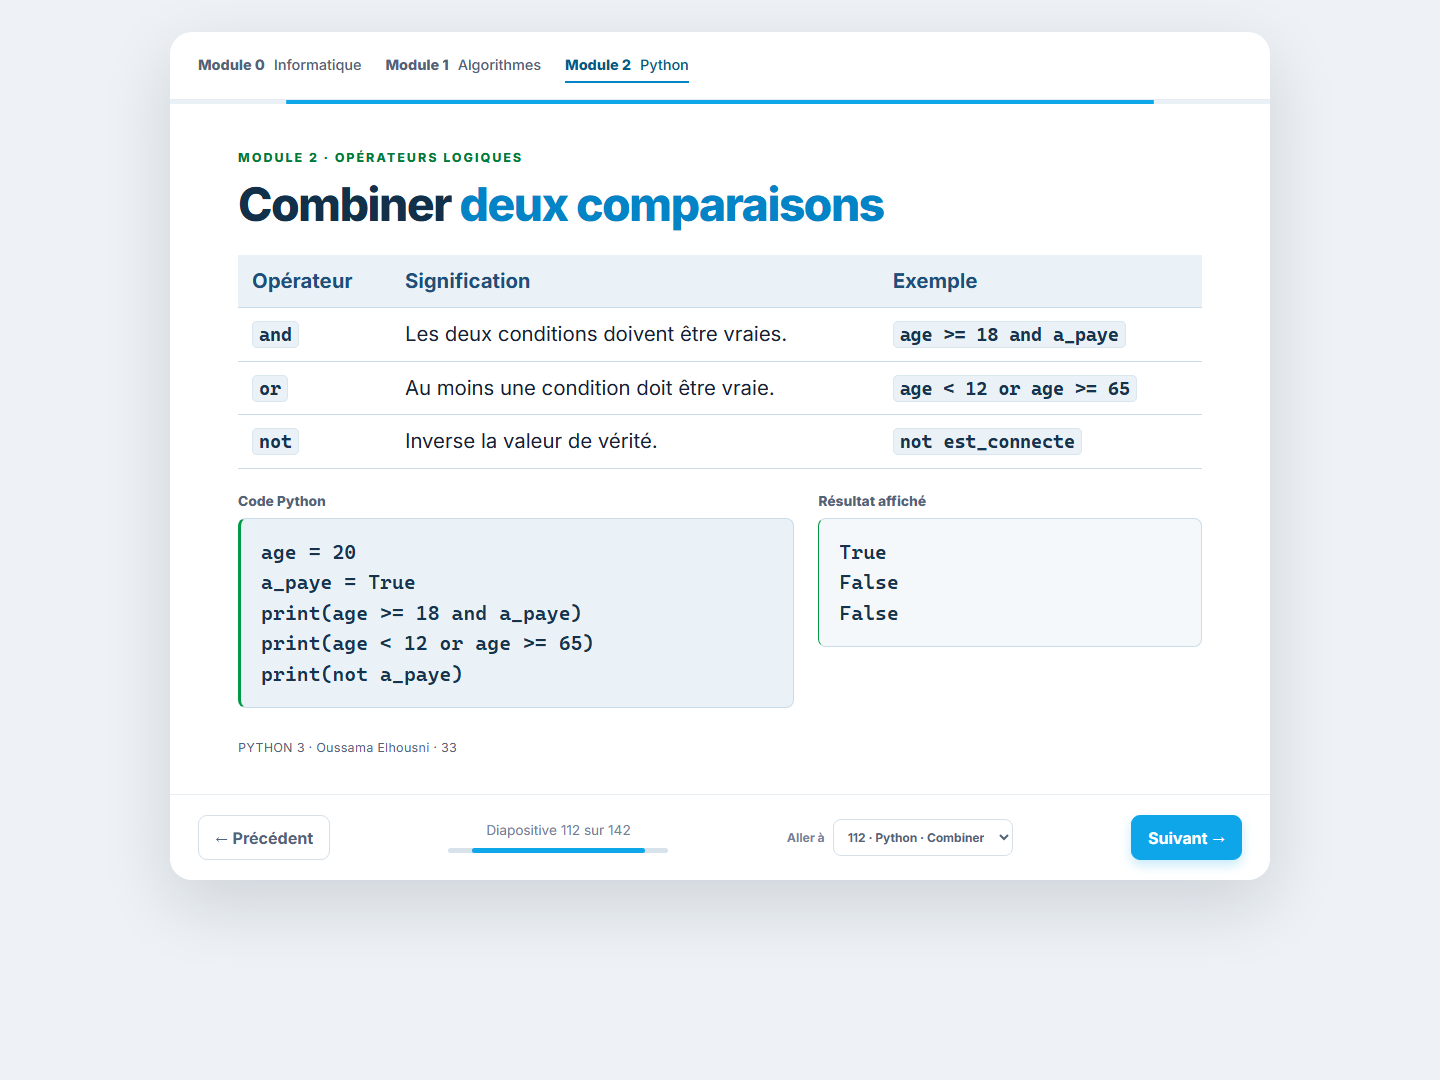 Module 0 Informatique Module 1 Algorithmes Module 2 Python
MODULE 2 · OPÉRATEURS LOGIQUES
Combiner deux comparaisons
Opérateur Signification Exemple
and Les deux conditions doivent être vraies. age >= 18 and a_paye
or Au moins une condition doit être vraie. age < 12 or age >= 65
not Inverse la valeur de vérité. not est_connecte
Code Python
age = 20
a_paye = True
print(age >= 18 and a_paye)
print(age < 12 or age >= 65)
print(not a_paye)
Résultat affiché
True
False
False
PYTHON 3 · Oussama Elhousni · 33
← Précédent
Diapositive 112 sur 142
Aller à 112 · Python · Combiner
Suivant →